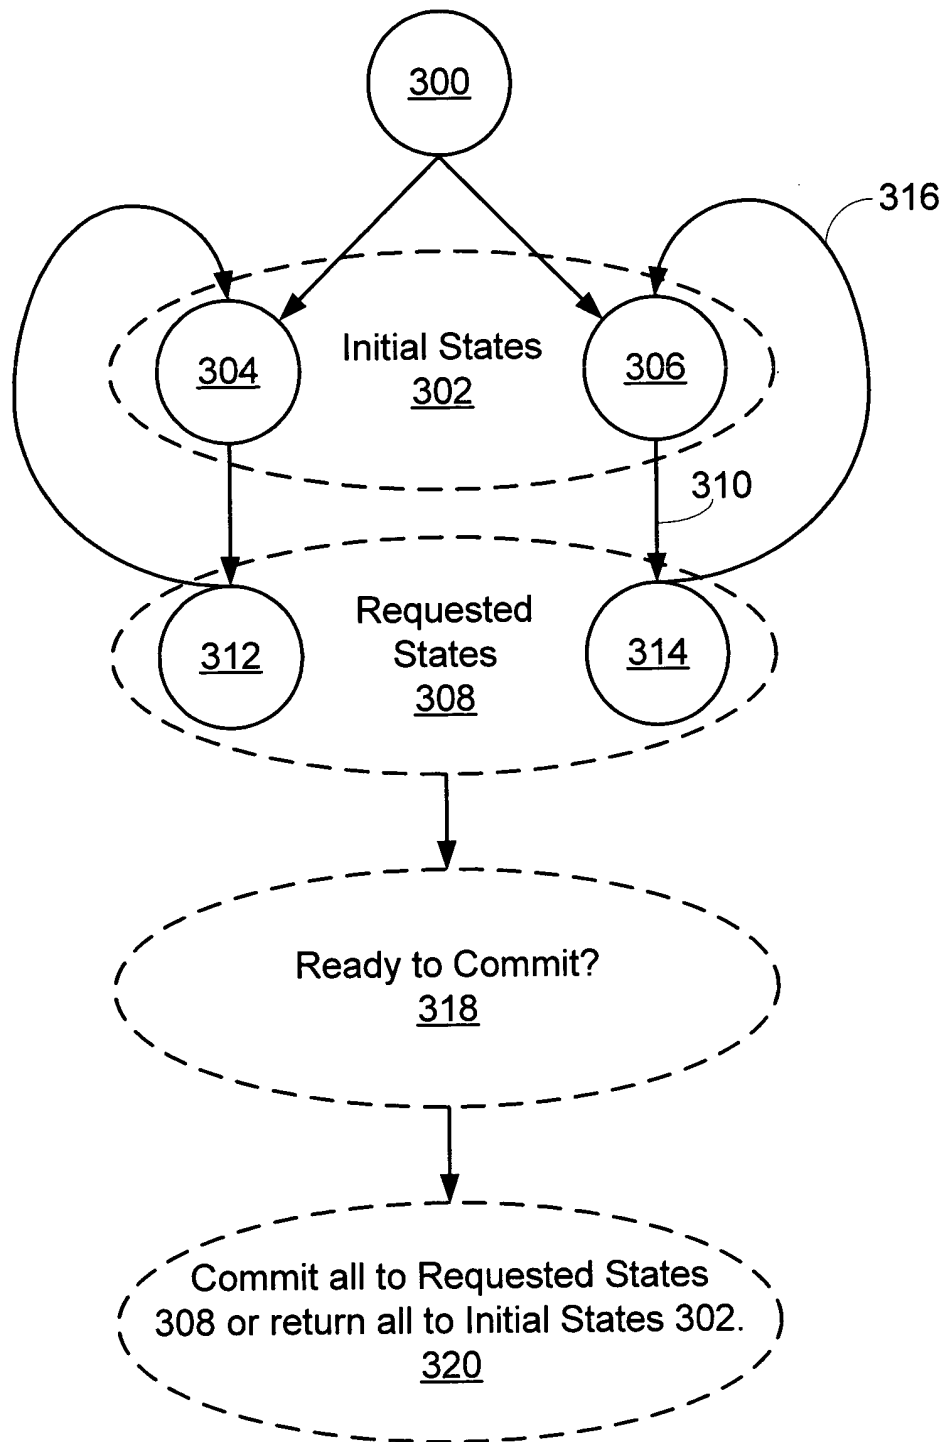 300
316
304
Initial States
302
306
310
312
Requested
States
308
314
Ready to Commit?
318
Commit all to Requested States
308 or return all to Initial States 302.
320